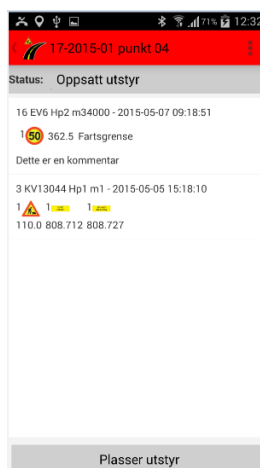 71% 12:32
17-2015-01 punkt 04
Status: Oppsatt utstyr
16 EV6 Hp2 m34000 - 2015-05-07 09:18:51
1 50 362.5 Fartsgrense
Dette er en kommentar
3 KV13044 Hp1 m1 - 2015-05-05 15:18:10
1 1 1
110.0 808.712 808.727
Plasser utstyr